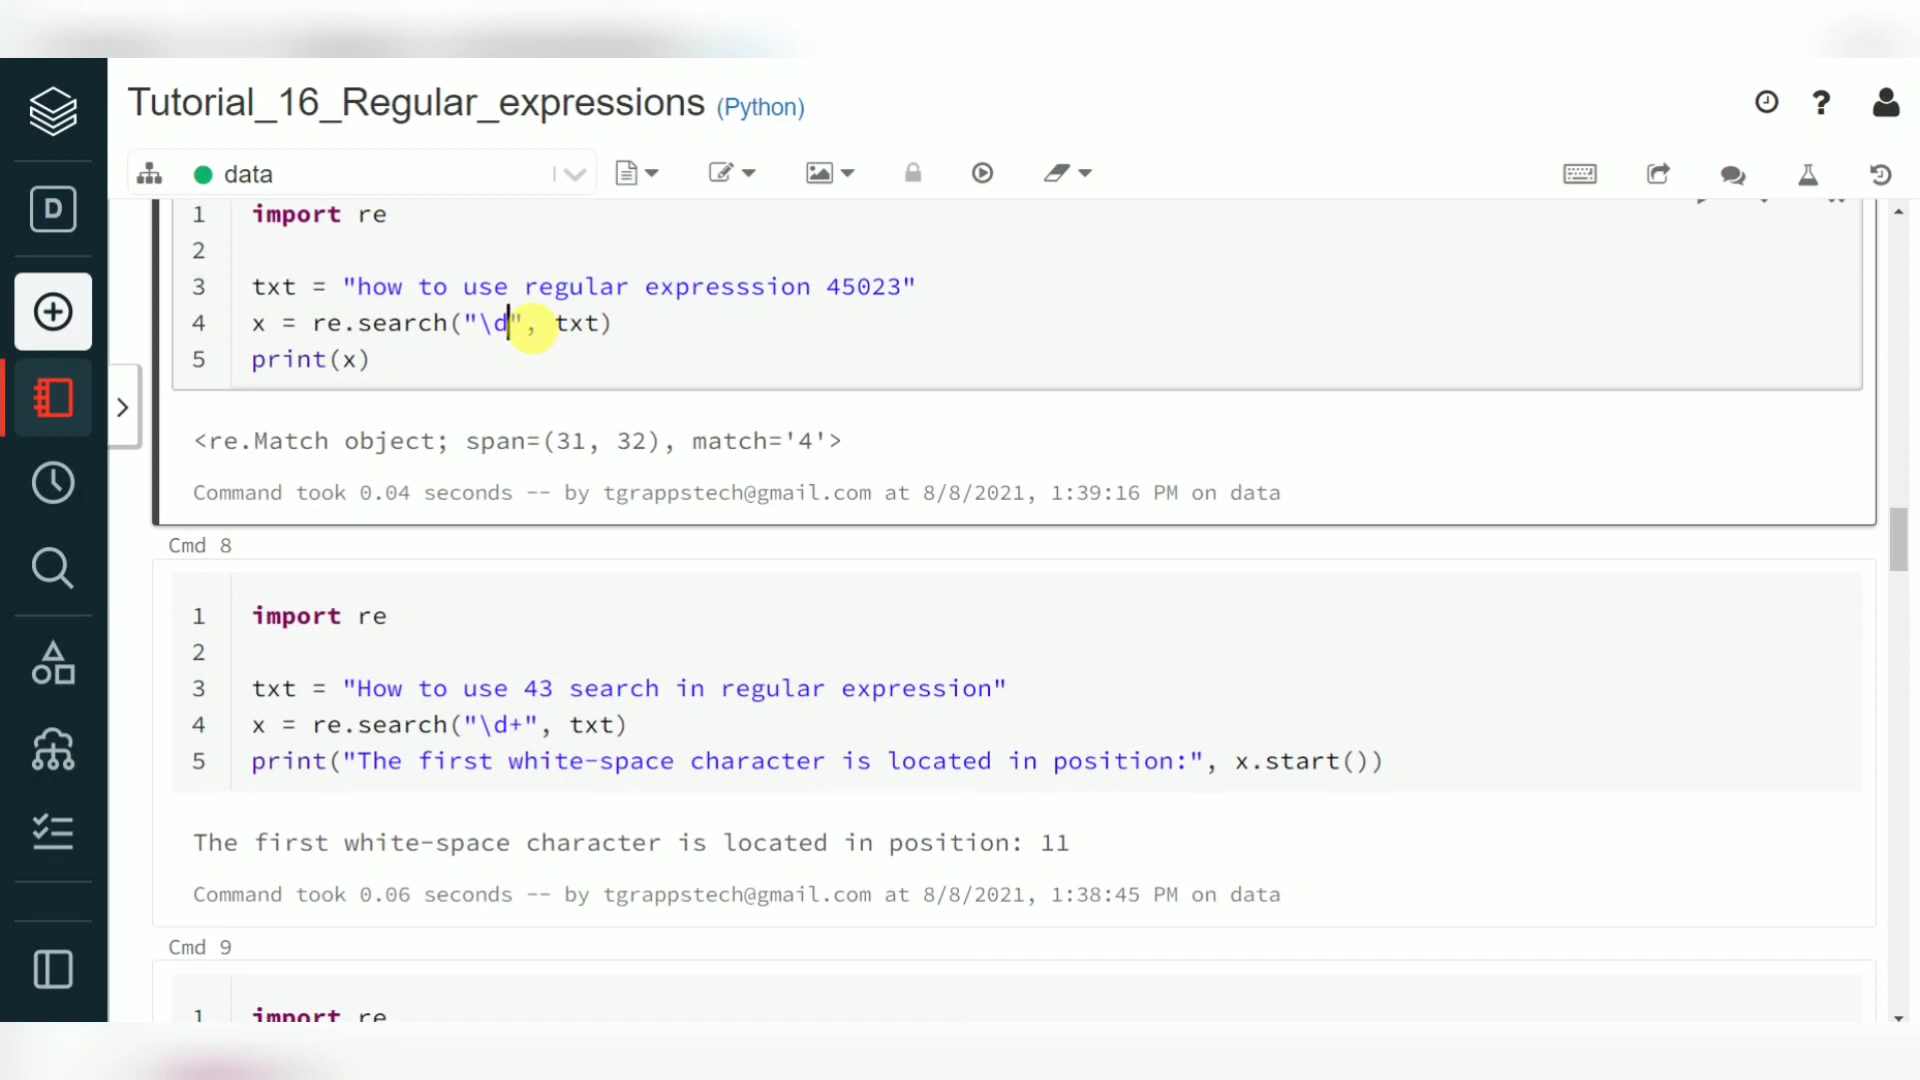 Tutorial_16_Regular_expressions (Python)
D
data
1 import re
2
3 txt = "how to use regular expresssion 45023"
4 x = re.search("\d", txt)
5 print(x)
<re.Match object; span=(31, 32), match='4'>
Command took 0.04 seconds -- by tgrappstech@gmail.com at 8/8/2021, 1:39:16 PM on data
Cmd 8
1 import re
2
3 txt = "How to use 43 search in regular expression"
4 x = re.search("\d+", txt)
5 print("The first white-space character is located in position:", x.start())
The first white-space character is located in position: 11
Command took 0.06 seconds -- by tgrappstech@gmail.com at 8/8/2021, 1:38:45 PM on data
Cmd 9
1 import re